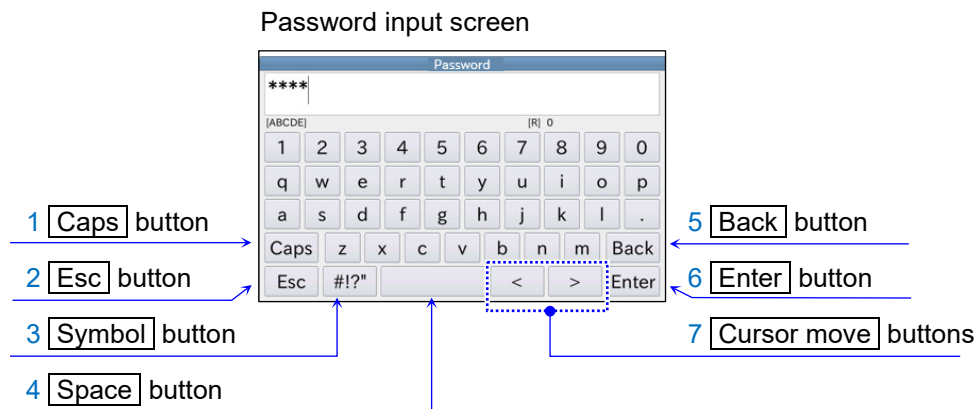 Password input screen
Password
****
[ABCDE] [R] 0
1 2 3 4 5 6 7 8 9 0
q w e r t y u i o p
a s d f g h j k l .
Caps z x c v b n m Back
Esc #!?" < > Enter
1 Caps button
2 Esc button
3 Symbol button
4 Space button
5 Back button
6 Enter button
7 Cursor move buttons